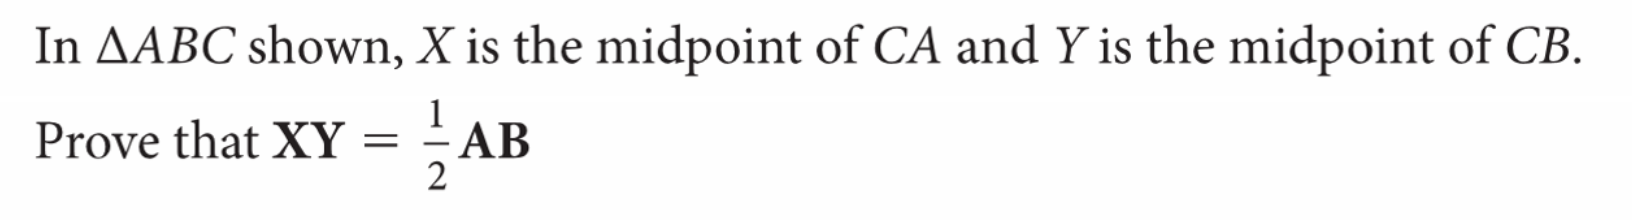 In ΔABC shown, X is the midpoint of CA and Y is the midpoint of CB.
Prove that XY = 1/2 AB